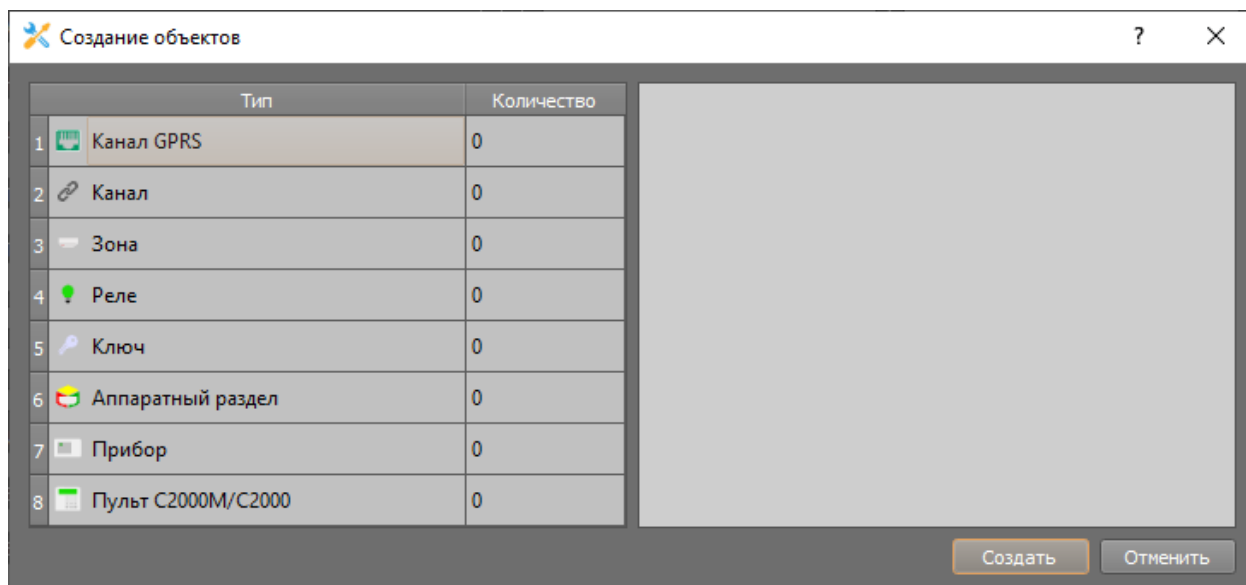 Создание объектов ?
Тип Количество
1 Канал GPRS 0
2 Канал 0
3 Зона 0
4 Реле 0
5 Ключ 0
6 Аппаратный раздел 0
7 Прибор 0
8 Пульт С2000М/С2000 0
Создать Отменить